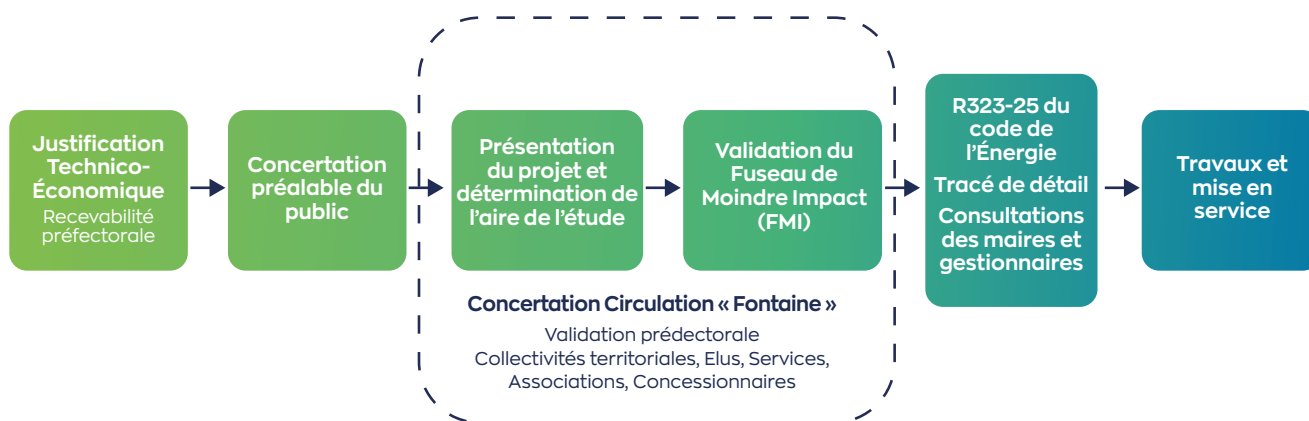 Justification
Technico-
Économique
Recevabilité
préfectorale
Concertation
préalable du
public
Présentation
du projet et
détermination de
l'aire de l'étude
Validation du
Fuseau de
Moindre Impact
(FMI)
Concertation Circulation « Fontaine »
Validation prédectorale
Collectivités territoriales, Elus, Services,
Associations, Concessionnaires
R323-25 du
code de
l'Énergie
Tracé de détail
Consultations
des maires et
gestionnaires
Travaux et
mise en
service